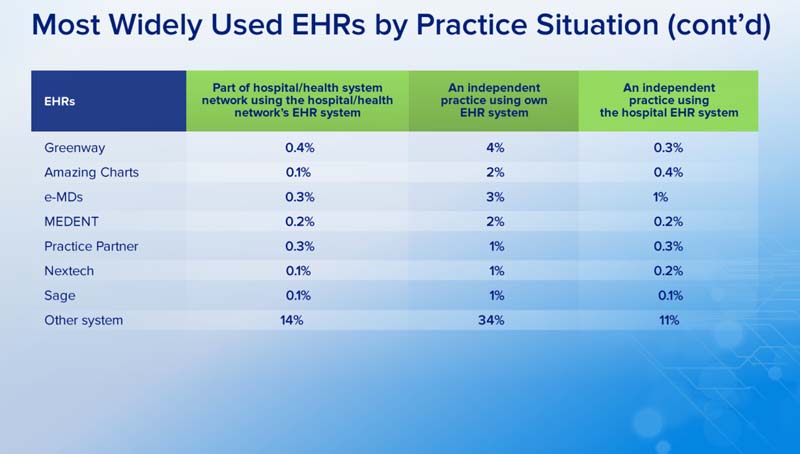 Most Widely Used EHRs by Practice Situation (cont’d)
EHRs
Part of hospital/health system
network using the hospital/health
network’s EHR system
An independent
practice using own
EHR system
An independent
practice using
the hospital EHR system
Greenway 0.4% 4% 0.3%
Amazing Charts 0.1% 2% 0.4%
e-MDs 0.3% 3% 1%
MEDENT 0.2% 2% 0.2%
Practice Partner 0.3% 1% 0.3%
Nextech 0.1% 1% 0.2%
Sage 0.1% 1% 0.1%
Other system 14% 34% 11%